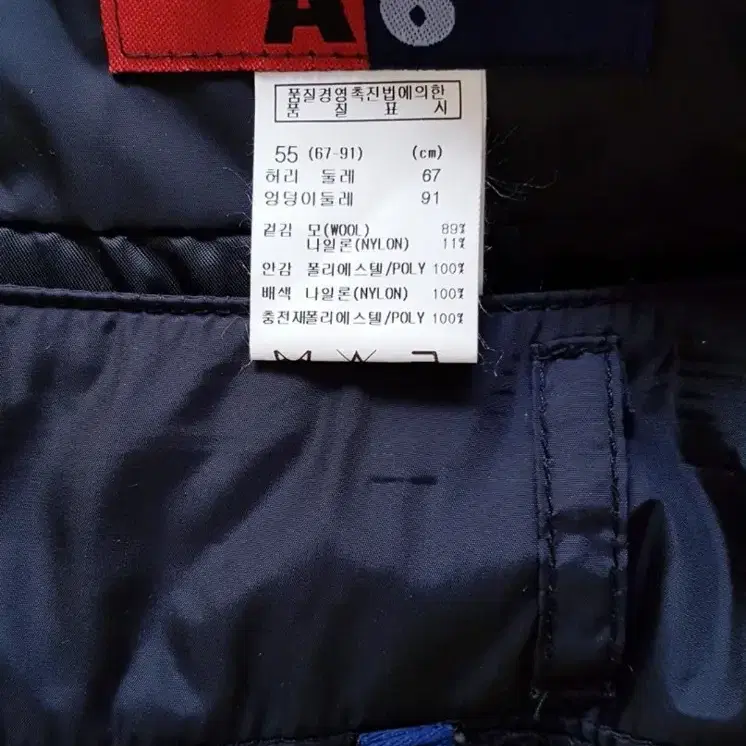 A6
품질경영촉진법에의한
품 질 표 시
55 (67-91) (cm)
허리 둘레 67
엉덩이둘레 91
겉감 모(WOOL) 89%
나일론(NYLON) 11%
안감 폴리에스텔/POLY 100%
배색 나일론(NYLON) 100%
충전재폴리에스텔/POLY 100%